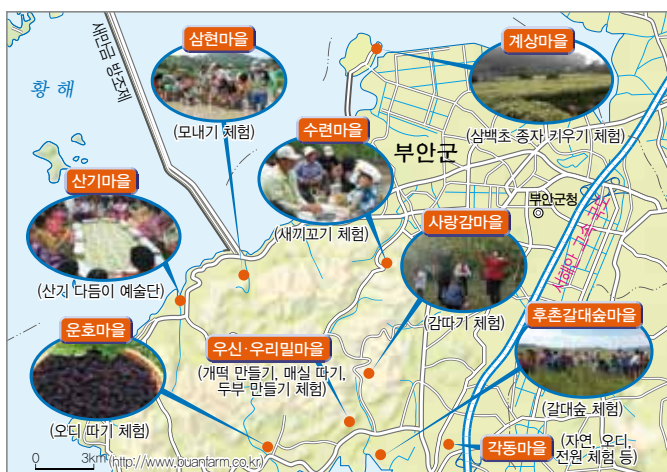 삼현마을
(모내기 체험)
계상마을
(삼백초 종자 키우기 체험)
새만금 방조제
황해
수련마을
(새끼꼬기 체험)
부안군
부안군청
서해안 고속국도
산기마을
(산기 다듬이 예술단)
사랑감마을
(감따기 체험)
운호마을
(오디 따기 체험)
우신·우리밀마을
(개떡 만들기, 매실 따기,
두부 만들기 체험)
후촌갈대숲마을
(갈대숲 체험)
각동마을
(자연, 오디,
전원 체험 등)
0 3km
(http://www.buanfarm.co.kr)